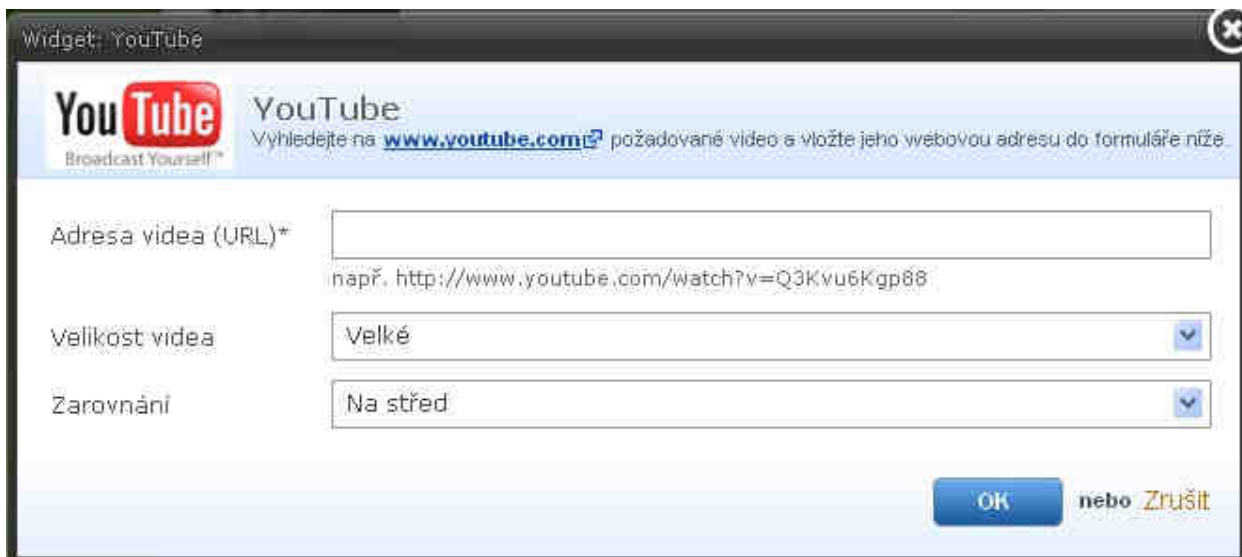 Widget: YouTube
You Tube
Broadcast Yourself™
YouTube
Vyhledejte na www.youtube.com požadované video a vložte jeho webovou adresu do formuláře níže.
Adresa videa (URL)*
např. http://www.youtube.com/watch?v=Q3Kvu6Kgp88
Velikost videa Velké
Zarovnání Na střed
OK nebo Zrušit